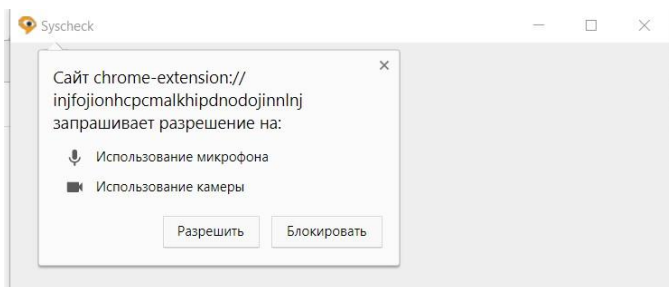 Syscheck
Сайт chrome-extension://
injfojionhcpcmalkhipdnodojinnlnj
запрашивает разрешение на:
Использование микрофона
Использование камеры
Разрешить Блокировать